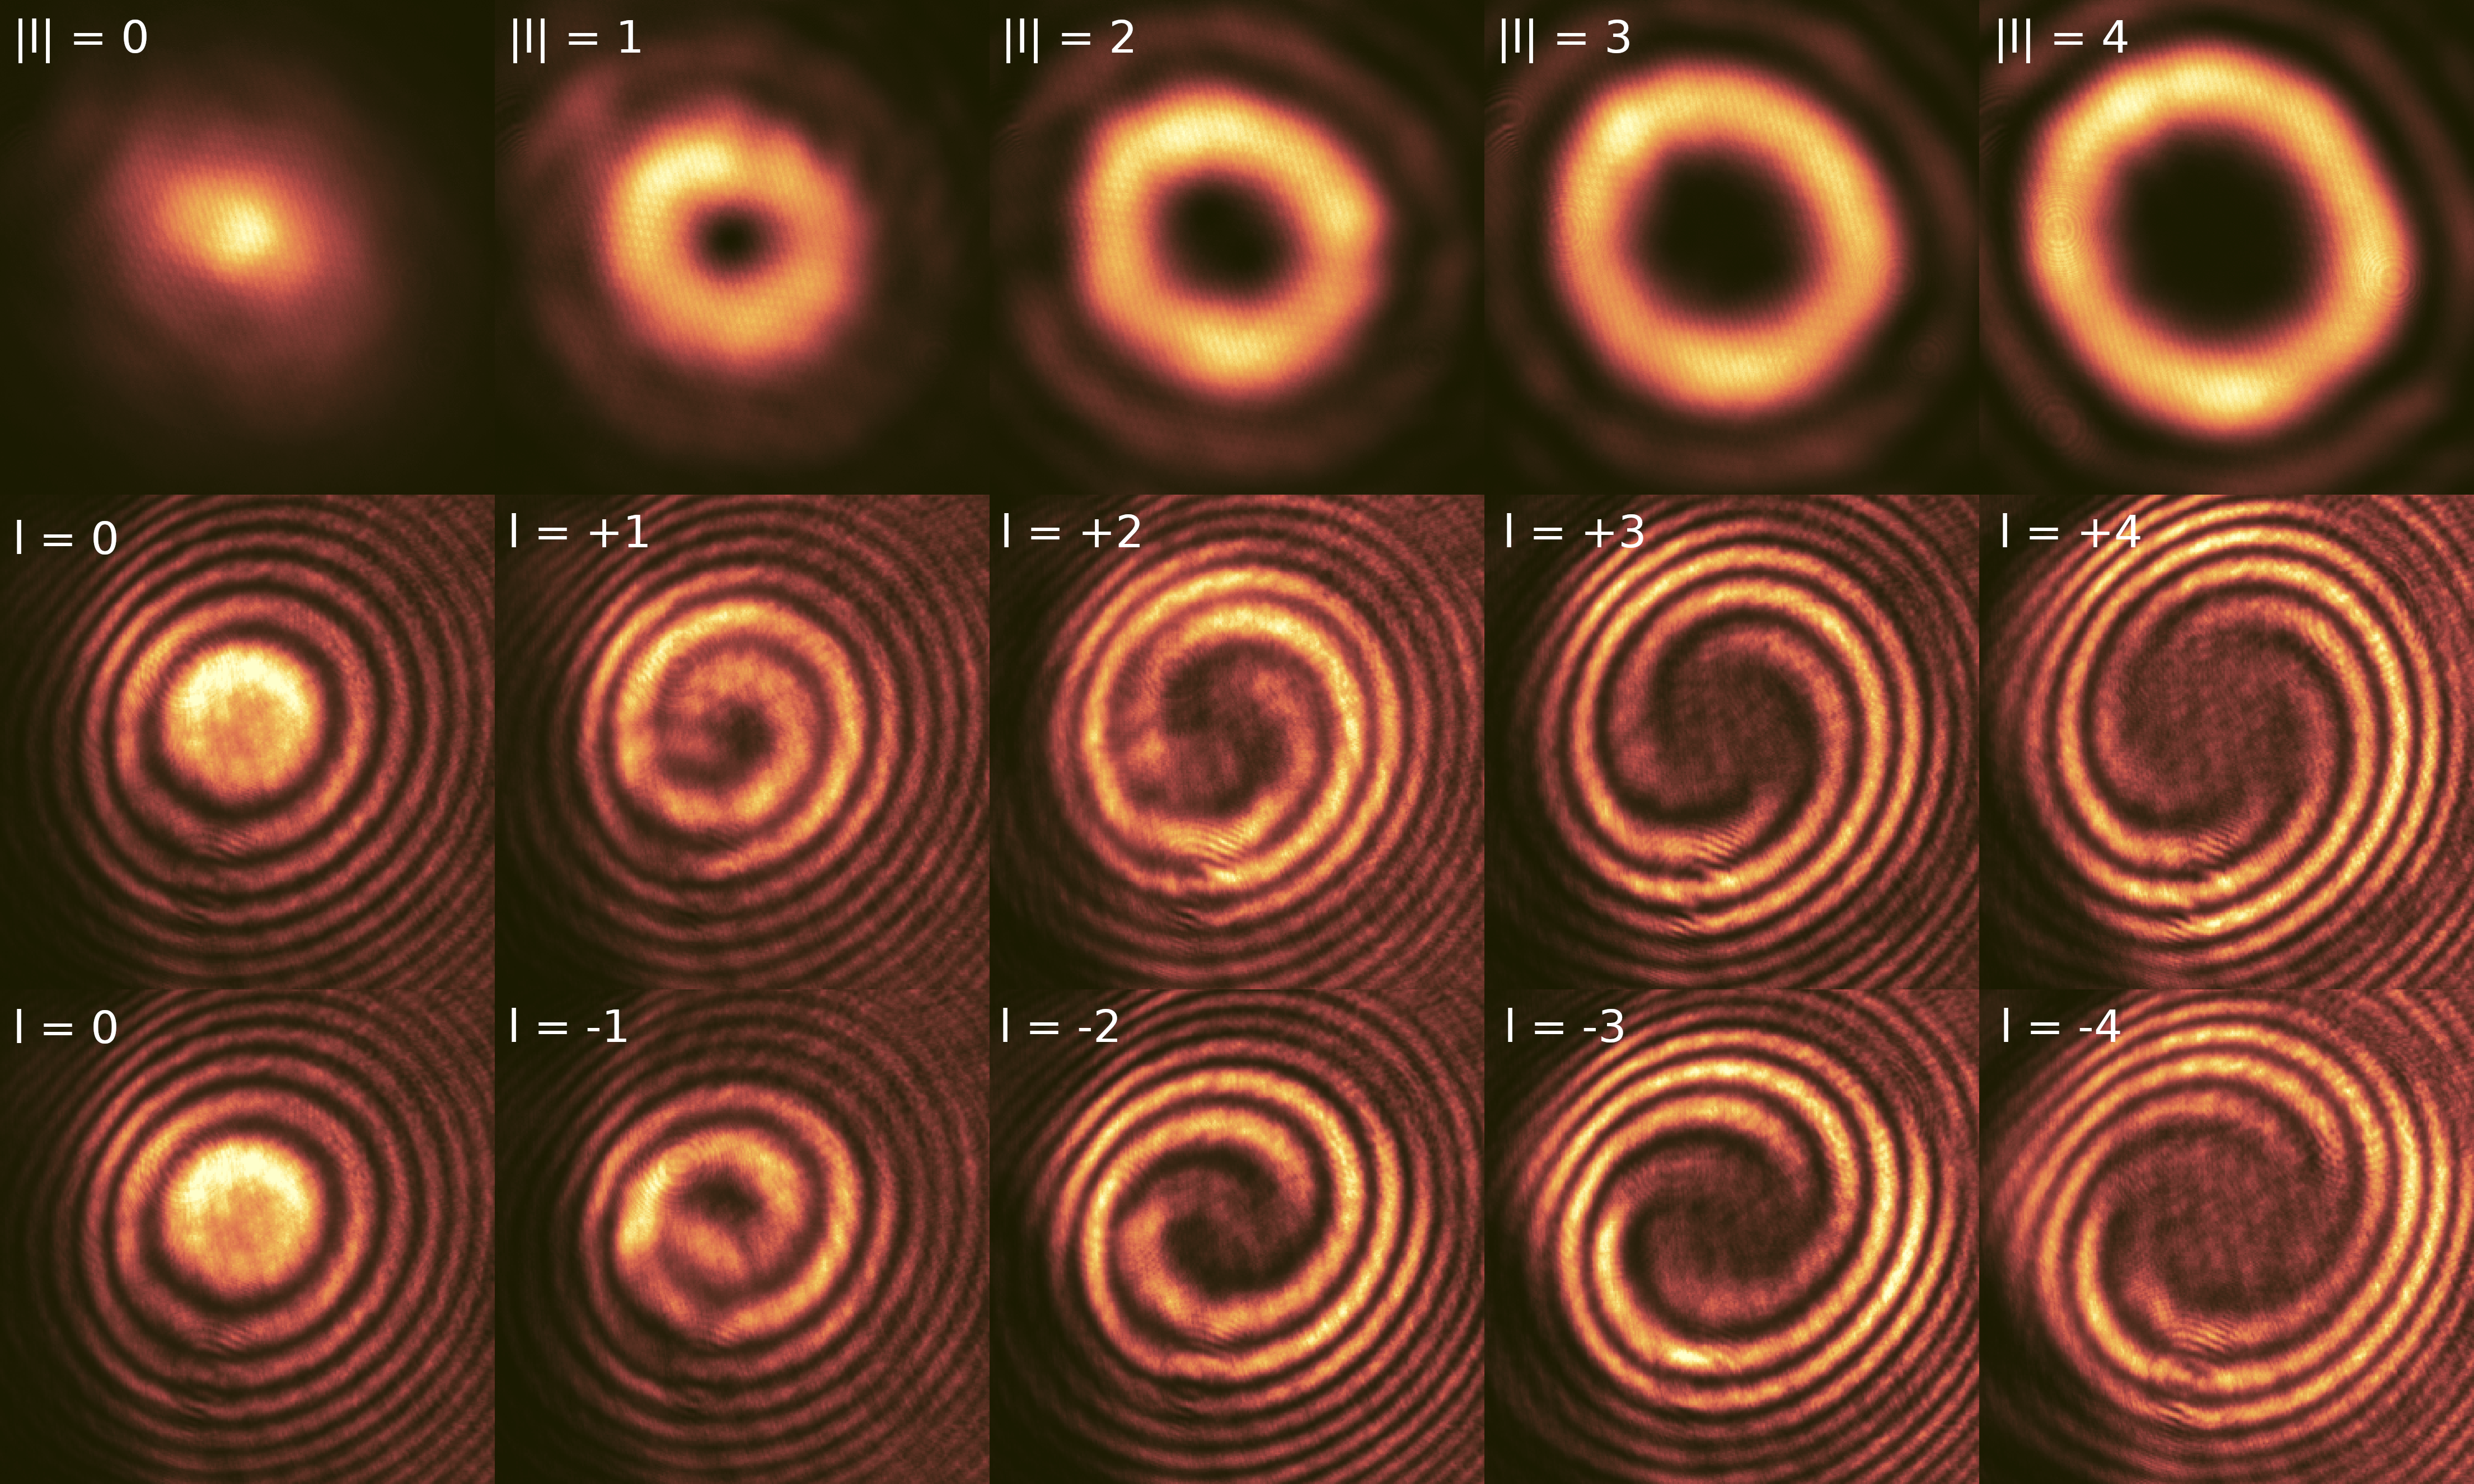 |l| = 0
|l| = 1
|l| = 2
|l| = 3
|l| = 4
l = 0
l = +1
l = +2
l = +3
l = +4
l = 0
l = -1
l = -2
l = -3
l = -4